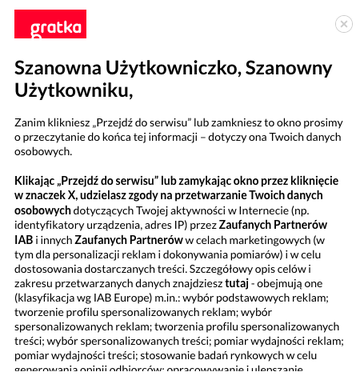 gratka
Szanowna Użytkowniczko, Szanowny
Użytkowniku,
Zanim klikniesz „Przejdź do serwisu” lub zamkniesz to okno prosimy
o przeczytanie do końca tej informacji – dotyczy ona Twoich danych
osobowych.
Klikając „Przejdź do serwisu” lub zamykając okno przez kliknięcie
w znaczek X, udzielasz zgody na przetwarzanie Twoich danych
osobowych dotyczących Twojej aktywności w Internecie (np.
identyfikatory urządzenia, adres IP) przez Zaufanych Partnerów
IAB i innych Zaufanych Partnerów w celach marketingowych (w
tym dla personalizacji reklam i dokonywania pomiarów) i w celu
dostosowania dostarczanych treści. Szczegółowy opis celów i
zakresu przetwarzanych danych znajdziesz tutaj - obejmują one
(klasyfikacja wg IAB Europe) m.in.: wybór podstawowych reklam;
tworzenie profilu spersonalizowanych reklam; wybór
spersonalizowanych reklam; tworzenia profilu spersonalizowanych
treści; wybór spersonalizowanych treści; pomiar wydajności reklam;
pomiar wydajności treści; stosowanie badań rynkowych w celu
generowania opinii odbiorców; opracowywanie i ulepszanie